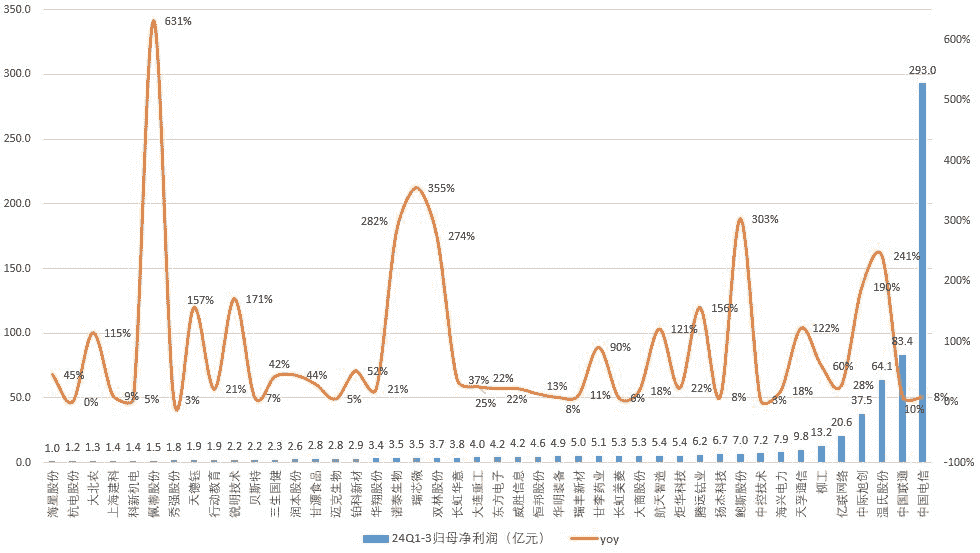 350.0
300.0
250.0
200.0
150.0
100.0
50.0
0.0
600%
500%
400%
300%
200%
100%
0%
-100%
45%
0%
115%
9%
631%
5%
3%
157%
21%
171%
7%
42%
44%
5%
52%
21%
282%
355%
274%
37%
25%
22%
22%
13%
8%
11%
90%
6%
18%
121%
22%
156%
8%
303%
3%
18%
122%
60%
28%
190%
241%
10%
8%
1.0 1.2 1.3 1.4 1.4 1.5 1.8 1.9 1.9 2.2 2.2 2.3 2.6 2.8 2.8 2.9 3.4 3.5 3.5 3.7 3.8 4.0 4.2 4.2 4.6 4.9 5.0 5.1 5.3 5.3 5.4 5.4 6.2 6.7 7.0 7.2 7.9 9.8 13.2 20.6 37.5 64.1 83.4 293.0
海星股份
杭电股份
大北农
上海建科
科新机电
佩蒂股份
秀强股份
天德钰
行动教育
锐明技术
贝斯特
三生国健
润本股份
甘源食品
迈克生物
铂科新材
华翔股份
诺泰生物
瑞芯微
双林股份
长虹华意
大连重工
东方电子
威胜信息
恒邦股份
华明装备
瑞丰新材
甘李药业
长虹美菱
大商股份
航天智造
炬华科技
腾远钴业
扬杰科技
鲍斯股份
中控技术
海兴电力
天孚通信
柳工
亿联网络
中际旭创
温氏股份
中国联通
中国电信
24Q1-3归母净利润（亿元）
yoy